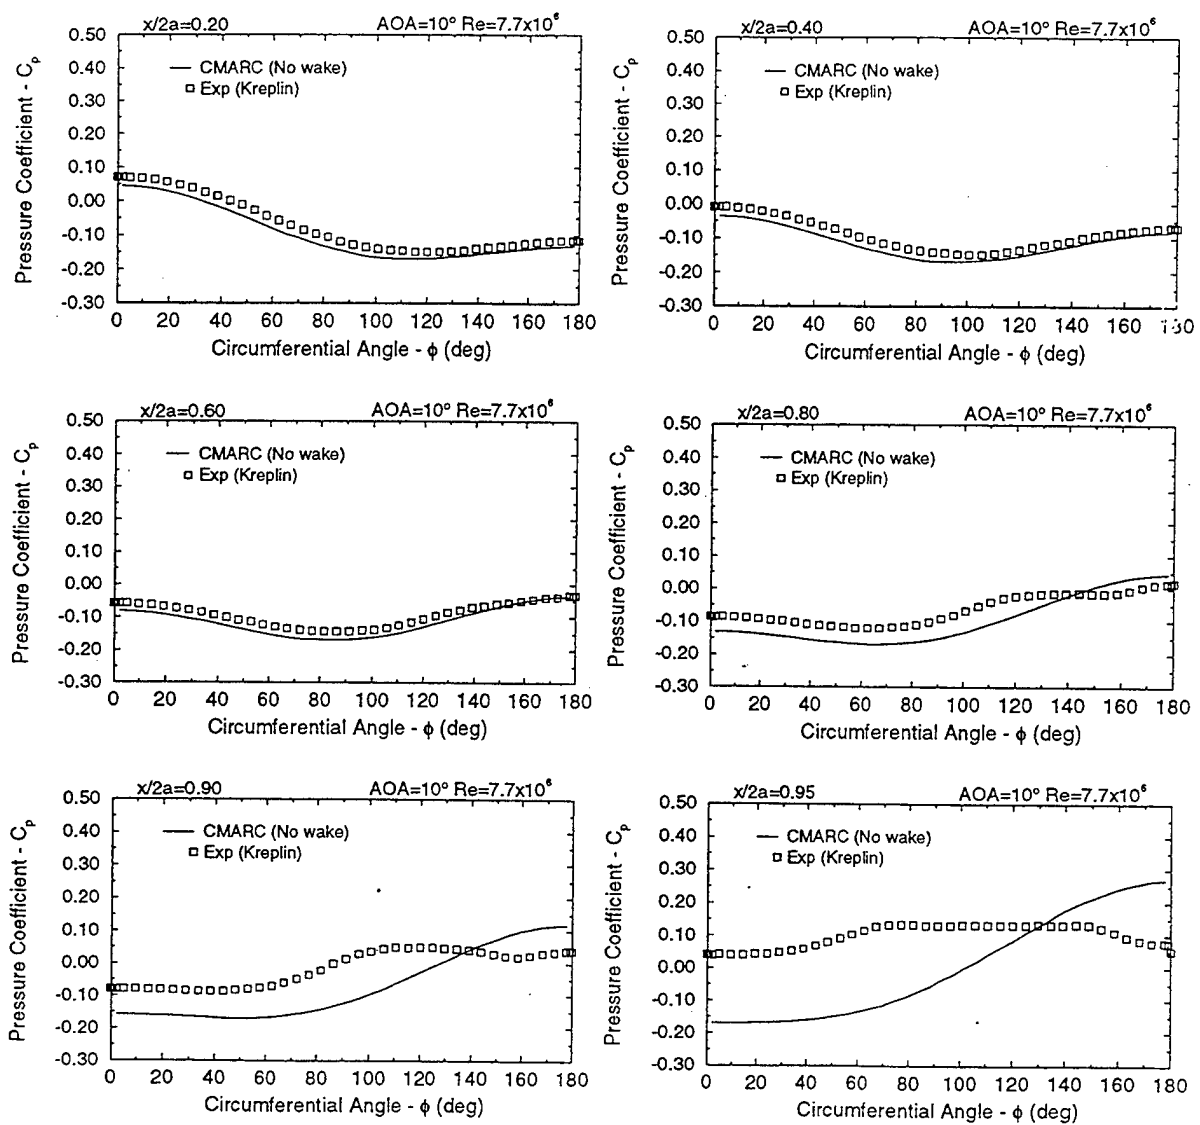 x/2a=0.20 AOA=10° Re=7.7x10⁶
0.50
0.40
0.30
0.20
0.10
0.00
-0.10
-0.20
-0.30
Pressure Coefficient - Cp
CMARC (No wake)
Exp (Kreplin)
0 20 40 60 80 100 120 140 160 180
Circumferential Angle - ϕ (deg)
x/2a=0.40 AOA=10° Re=7.7x10⁶
0.50
0.40
0.30
0.20
0.10
0.00
-0.10
-0.20
-0.30
Pressure Coefficient - Cp
CMARC (No wake)
Exp (Kreplin)
0 20 40 60 80 100 120 140 160 180
Circumferential Angle - ϕ (deg)
x/2a=0.60 AOA=10° Re=7.7x10⁶
0.50
0.40
0.30
0.20
0.10
0.00
-0.10
-0.20
-0.30
Pressure Coefficient - Cp
CMARC (No wake)
Exp (Kreplin)
0 20 40 60 80 100 120 140 160 180
Circumferential Angle - ϕ (deg)
x/2a=0.80 AOA=10° Re=7.7x10⁶
0.50
0.40
0.30
0.20
0.10
0.00
-0.10
-0.20
-0.30
Pressure Coefficient - Cp
CMARC (No wake)
Exp (Kreplin)
0 20 40 60 80 100 120 140 160 180
Circumferential Angle - ϕ (deg)
x/2a=0.90 AOA=10° Re=7.7x10⁶
0.50
0.40
0.30
0.20
0.10
0.00
-0.10
-0.20
-0.30
Pressure Coefficient - Cp
CMARC (No wake)
Exp (Kreplin)
0 20 40 60 80 100 120 140 160 180
Circumferential Angle - ϕ (deg)
x/2a=0.95 AOA=10° Re=7.7x10⁶
0.50
0.40
0.30
0.20
0.10
0.00
-0.10
-0.20
-0.30
Pressure Coefficient - Cp
CMARC (No wake)
Exp (Kreplin)
0 20 40 60 80 100 120 140 160 180
Circumferential Angle - ϕ (deg)